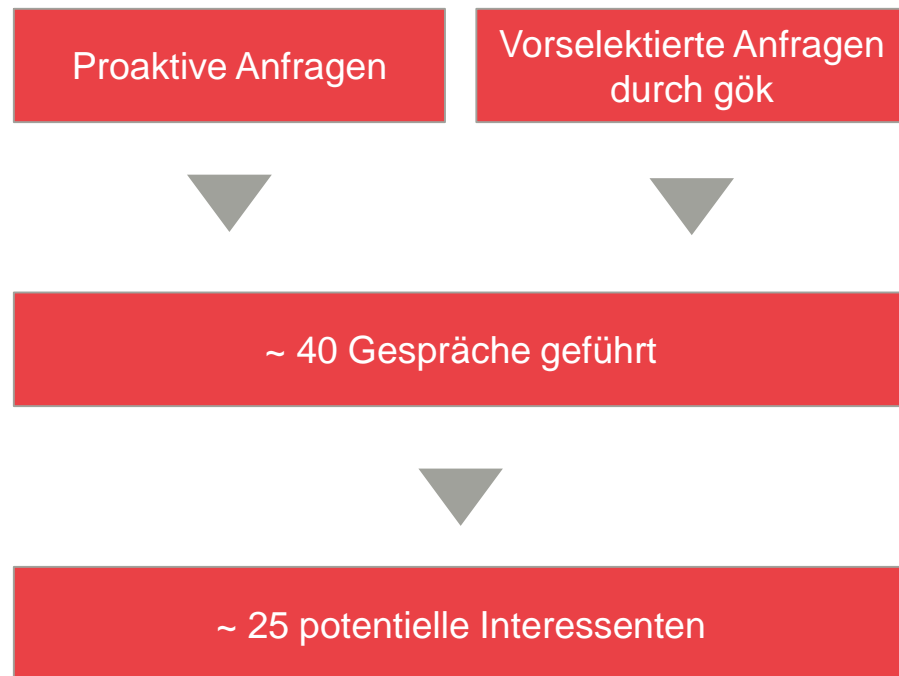 Proaktive Anfragen
Vorselektierte Anfragen
durch gök
~ 40 Gespräche geführt
~ 25 potentielle Interessenten